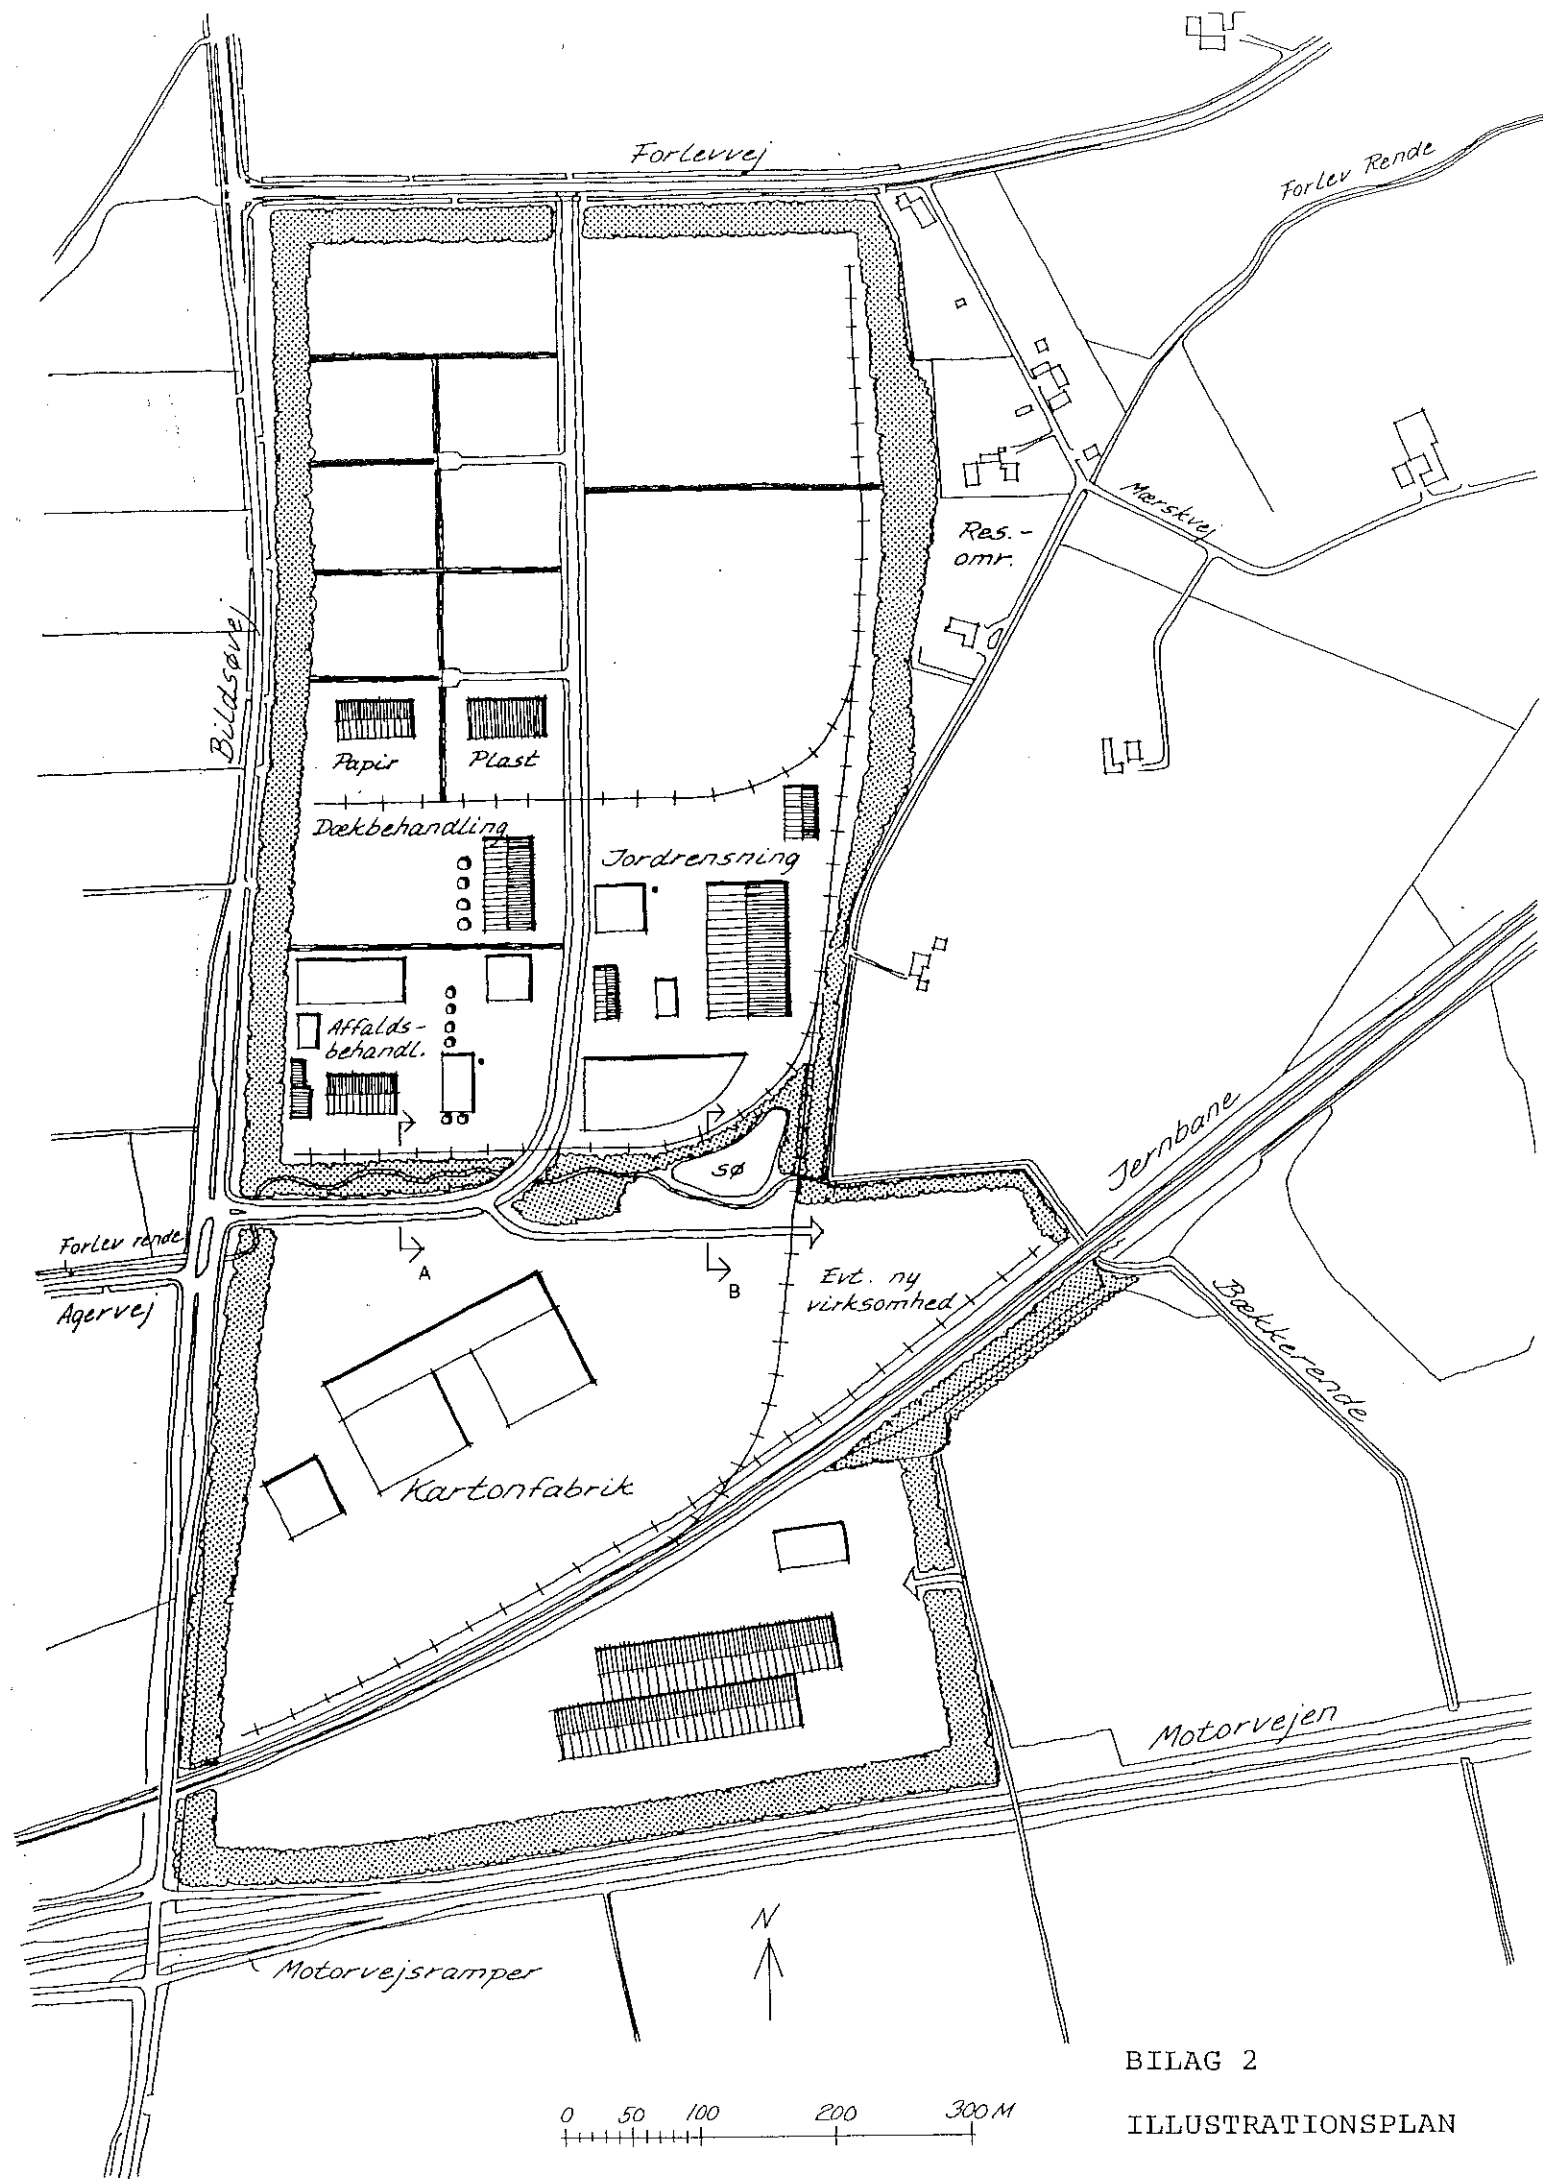 Forlevvej
Forlev Rende
Mærskvej
Res.-
omr.
Bildsøvej
Papir
Plast
Dækbehandling
Jordrensning
Affalds-
behandl.
SØ
Jernbane
Forlev rende
Agervej
A
B
Evt. ny
virksomhed
Bækkerende
Kartonfabrik
Motorvejen
N
Motorvejsramper
BILAG 2
0 50 100 200 300 M
ILLUSTRATIONSPLAN